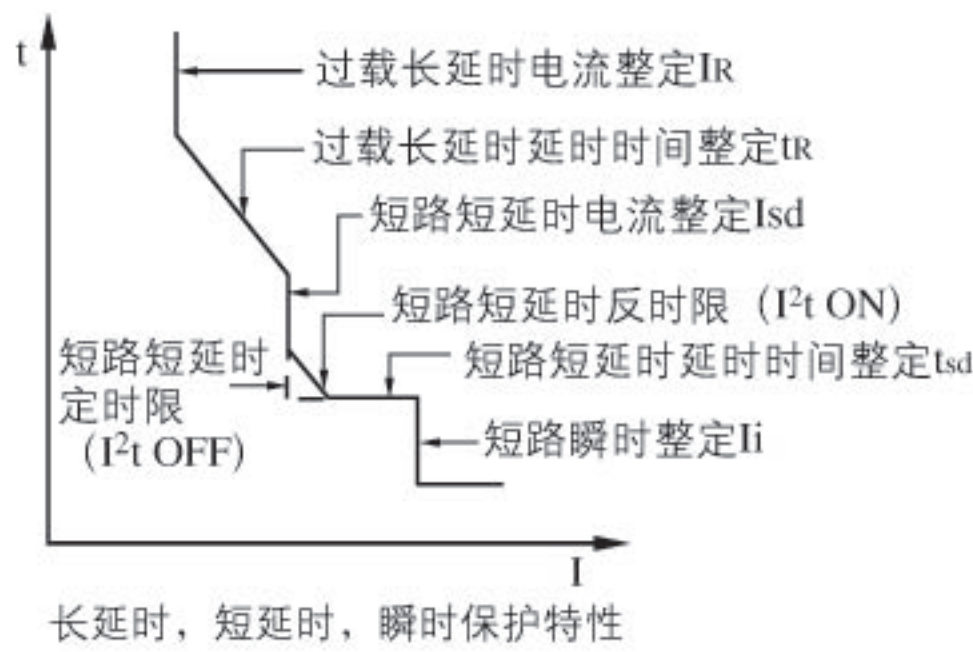 t
过载长延时电流整定IR
过载长延时延时时间整定tR
短路短延时电流整定Isd
短路短延时反时限（I²t ON）
短路短延时延时时间整定tsd
短路短延时
定时限
（I²t OFF）
短路瞬时整定Ii
I
长延时，短延时，瞬时保护特性